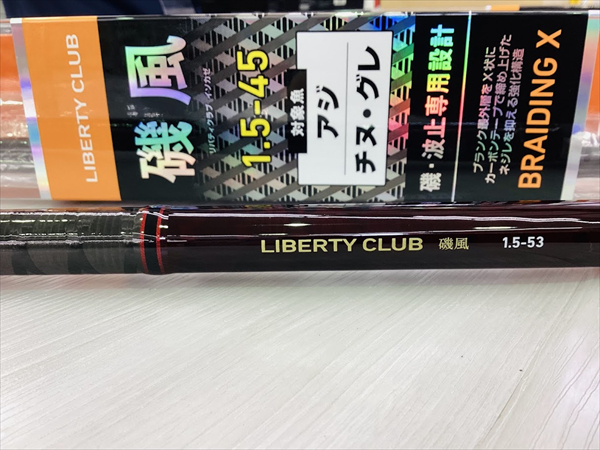 LIBERTY CLUB
磯風
リバティクラブ イソカゼ
1.5-45
対象魚
アジ
チヌ・グレ
磯・波止専用設計
ブランク最外層をX状に
カーボンテープで締め上げた
ネジレを抑える強化構造
BRAIDING X
LIBERTY CLUB 磯風 1.5-53